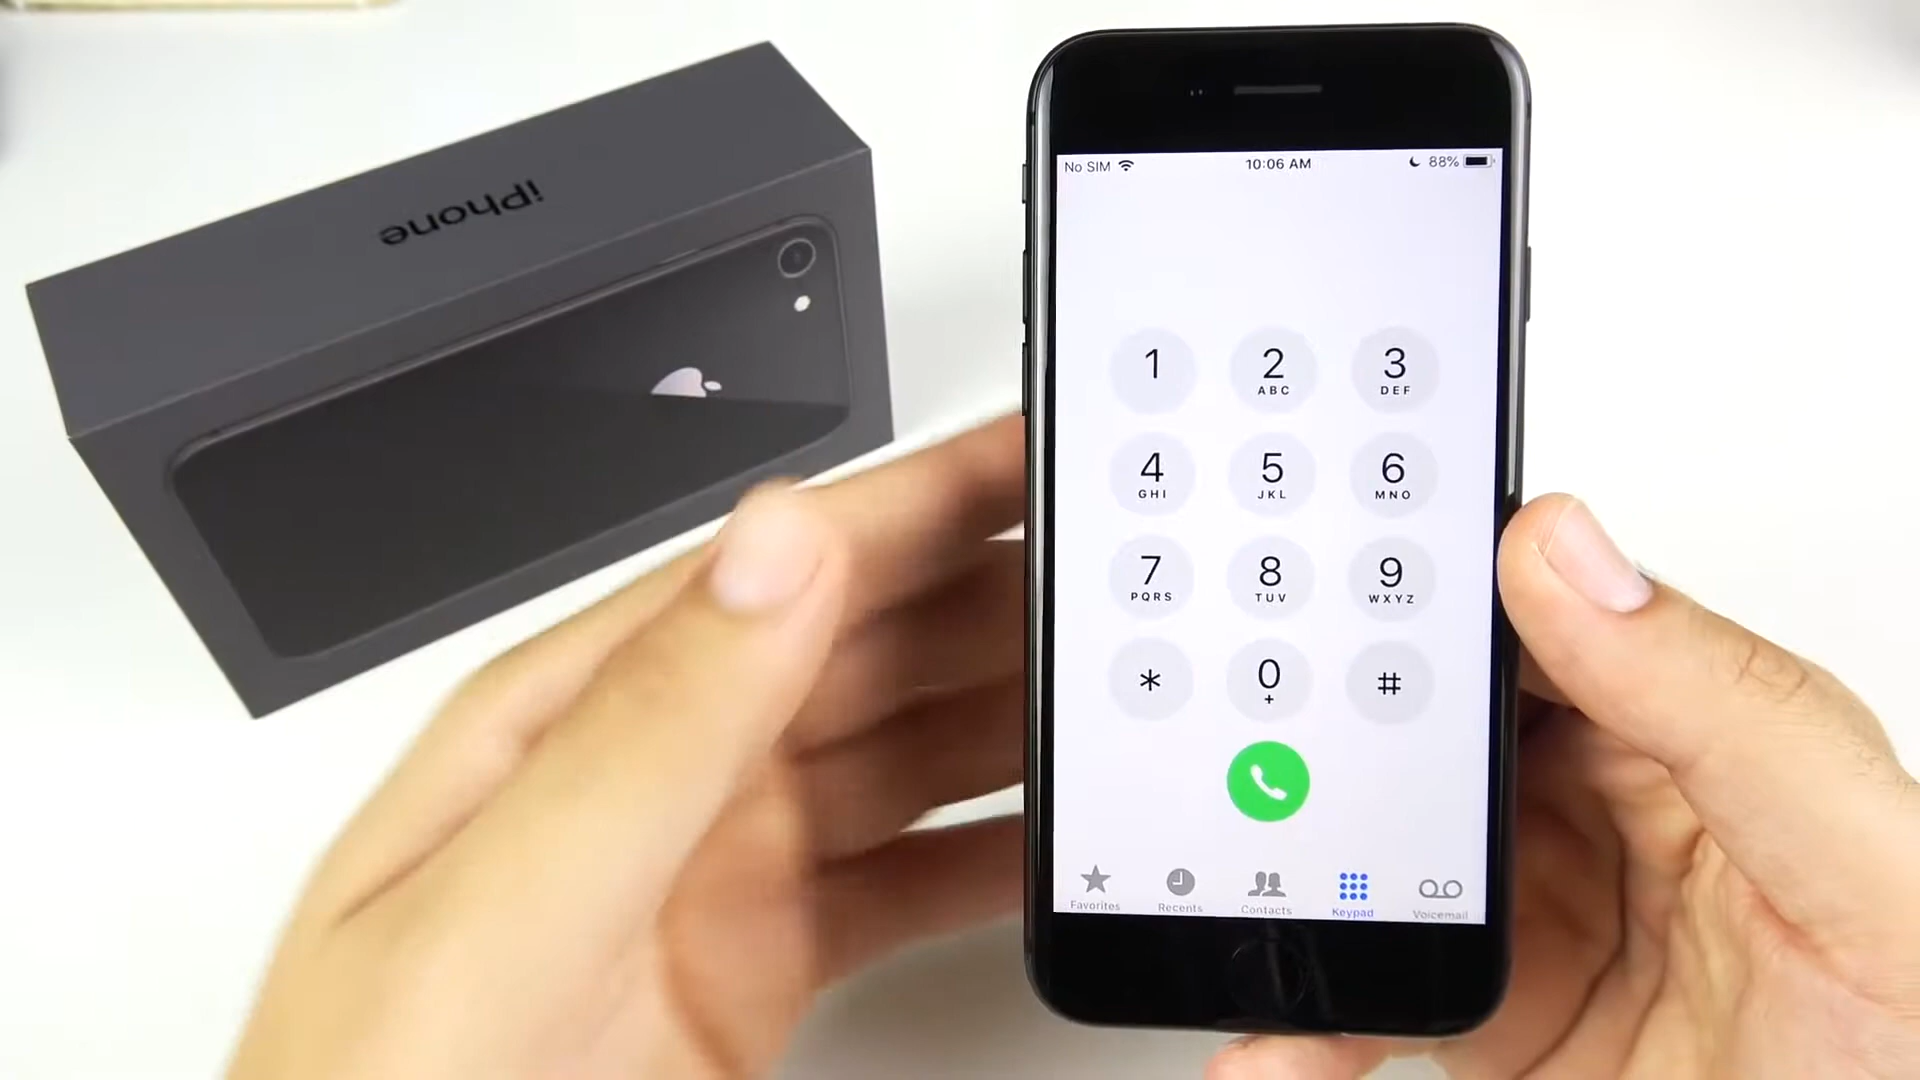 iPhone
No SIM 10:06 AM 88%
1 2 3
ABC DEF
4 5 6
GHI JKL MNO
7 8 9
PQRS TUV WXYZ
* 0 #
+
Favorites Recents Contacts Keypad Voicemail